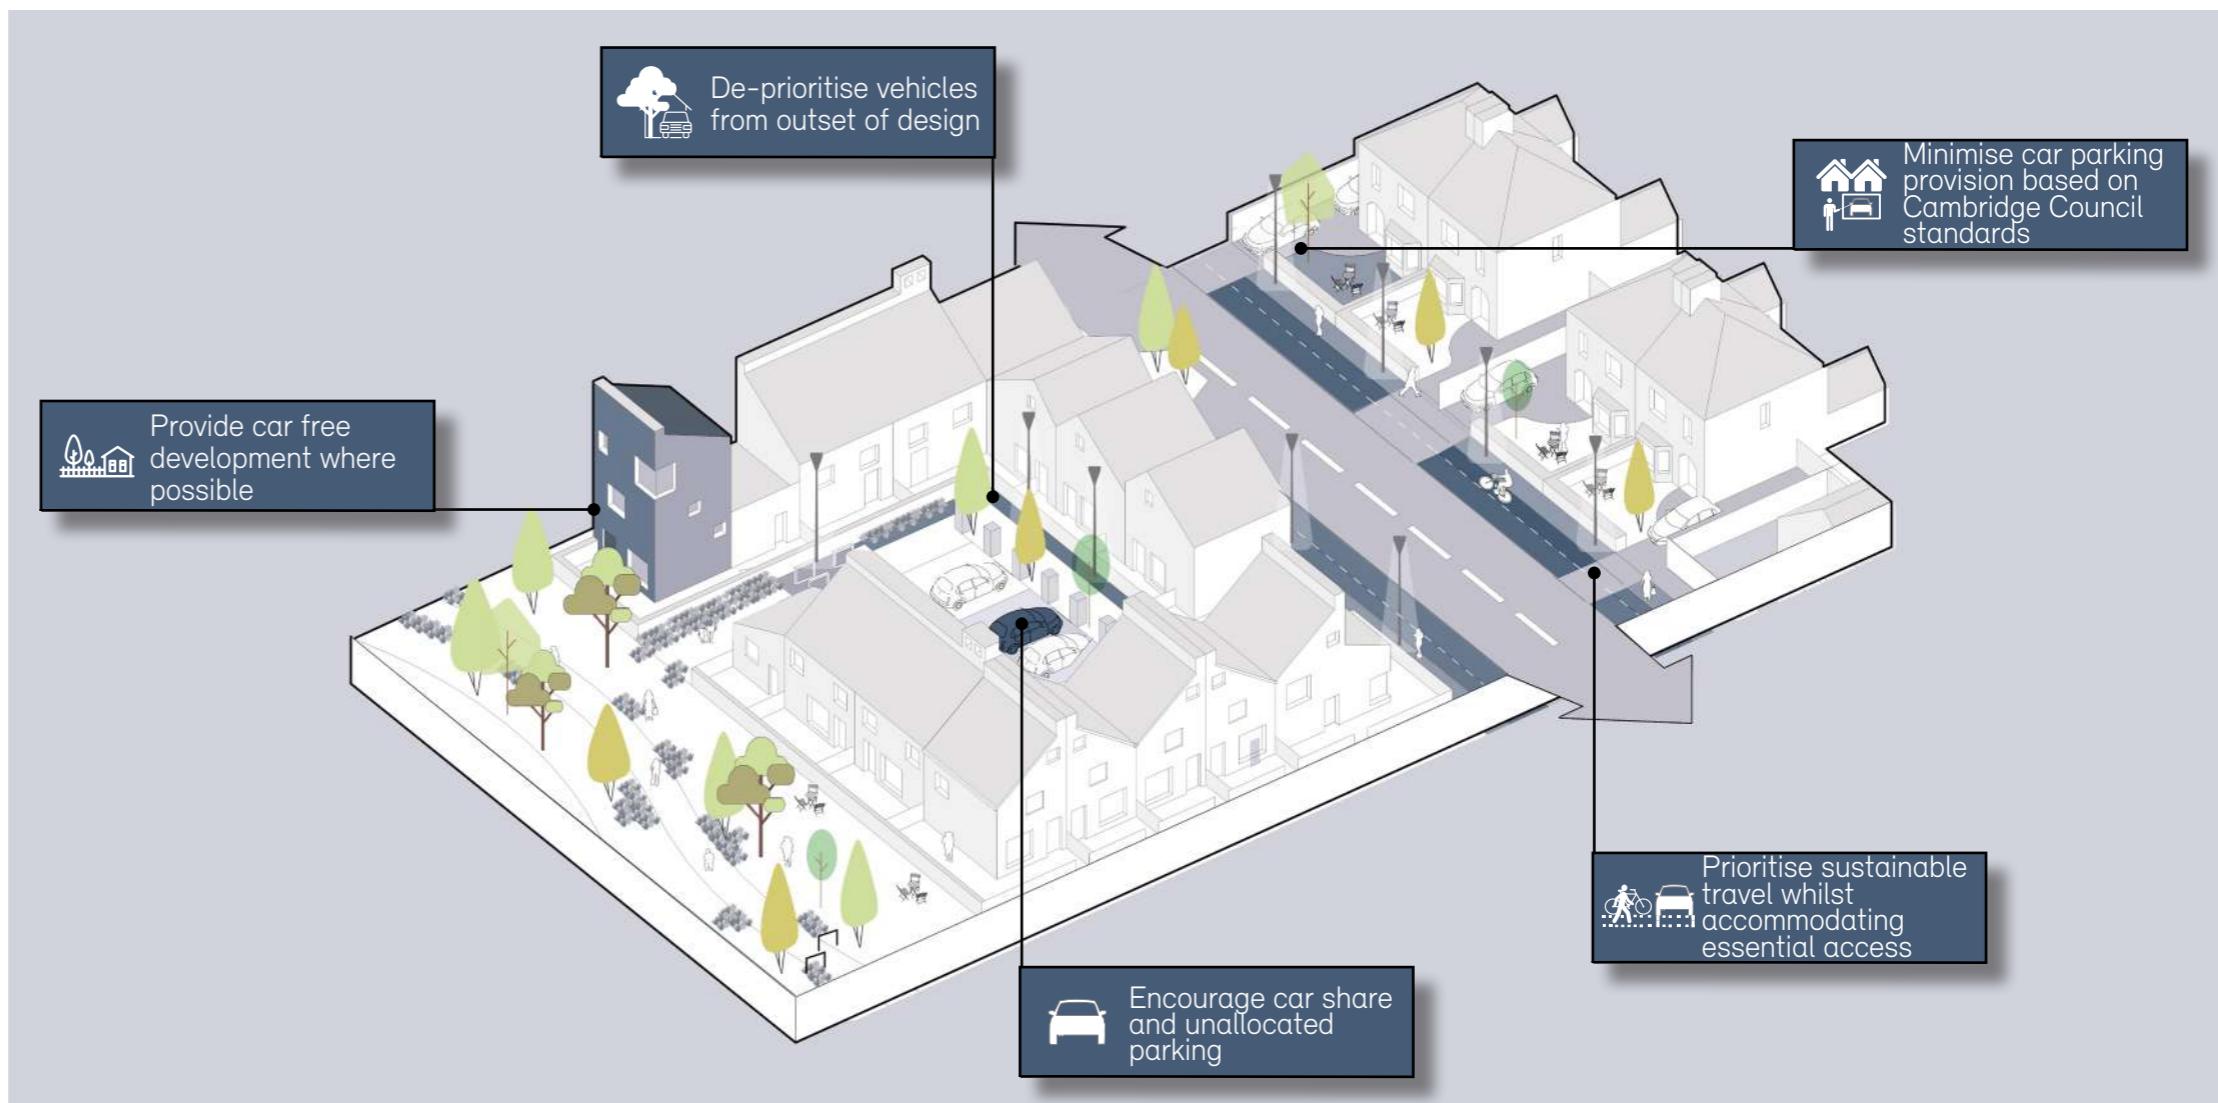 De-prioritise vehicles
from outset of design
Minimise car parking
provision based on
Cambridge Council
standards
Provide car free
development where
possible
Prioritise sustainable
travel whilst
accommodating
essential access
Encourage car share
and unallocated
parking